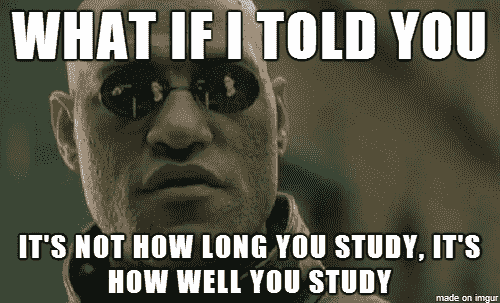 WHAT IF I TOLD YOU
IT'S NOT HOW LONG YOU STUDY, IT'S
HOW WELL YOU STUDY
made on imgur